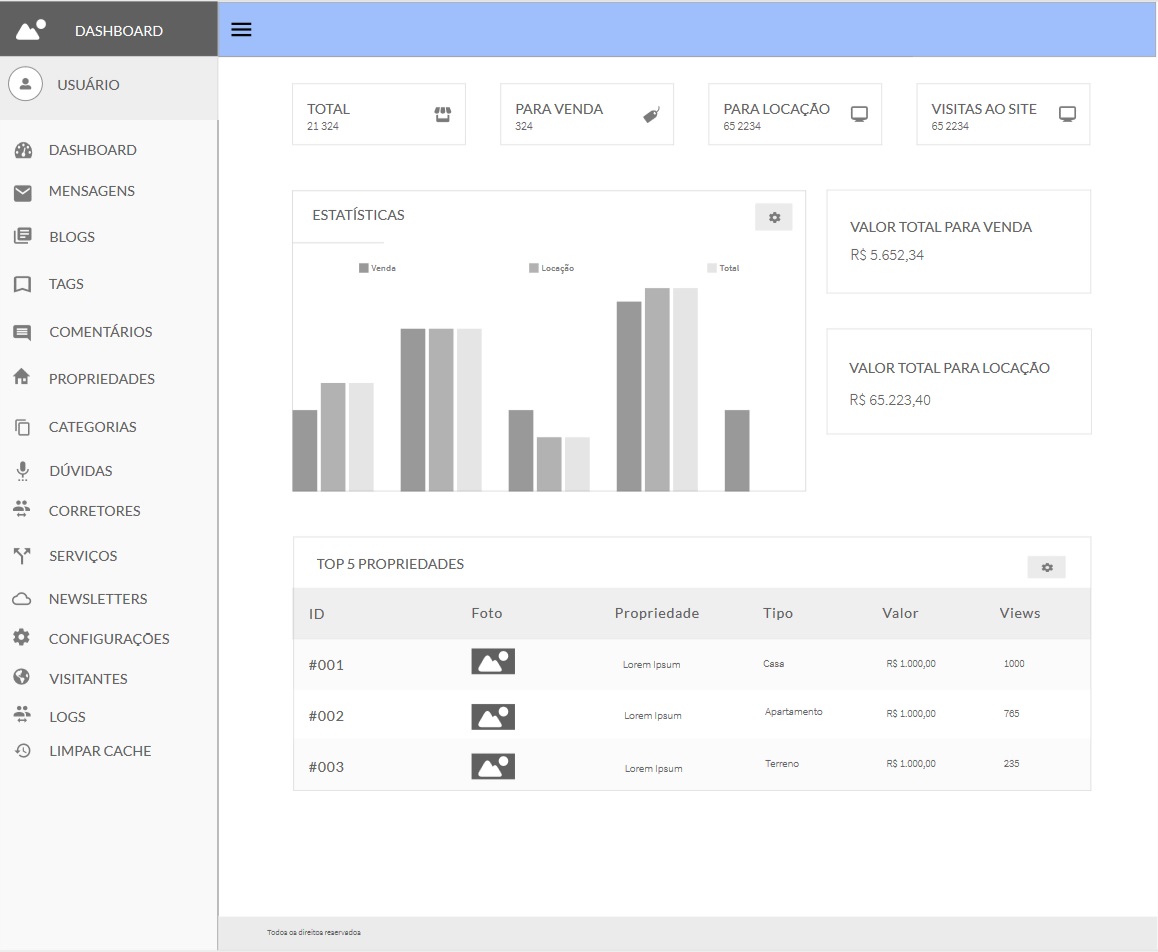 DASHBOARD
USUÁRIO
DASHBOARD
MENSAGENS
BLOGS
TAGS
COMENTÁRIOS
PROPRIEDADES
CATEGORIAS
DÚVIDAS
CORRETORES
SERVIÇOS
NEWSLETTERS
CONFIGURAÇÕES
VISITANTES
LOGS
LIMPAR CACHE
TOTAL
21 324
PARA VENDA
324
PARA LOCAÇÃO
65 2234
VISITAS AO SITE
65 2234
ESTATÍSTICAS
Venda Locação Total
VALOR TOTAL PARA VENDA
R$ 5.652,34
VALOR TOTAL PARA LOCAÇÃO
R$ 65.223,40
TOP 5 PROPRIEDADES
ID Foto Propriedade Tipo Valor Views
#001 Lorem Ipsum Casa R$ 1.000,00 1000
#002 Lorem Ipsum Apartamento R$ 1.000,00 765
#003 Lorem Ipsum Terreno R$ 1.000,00 235
Todos os direitos reservados